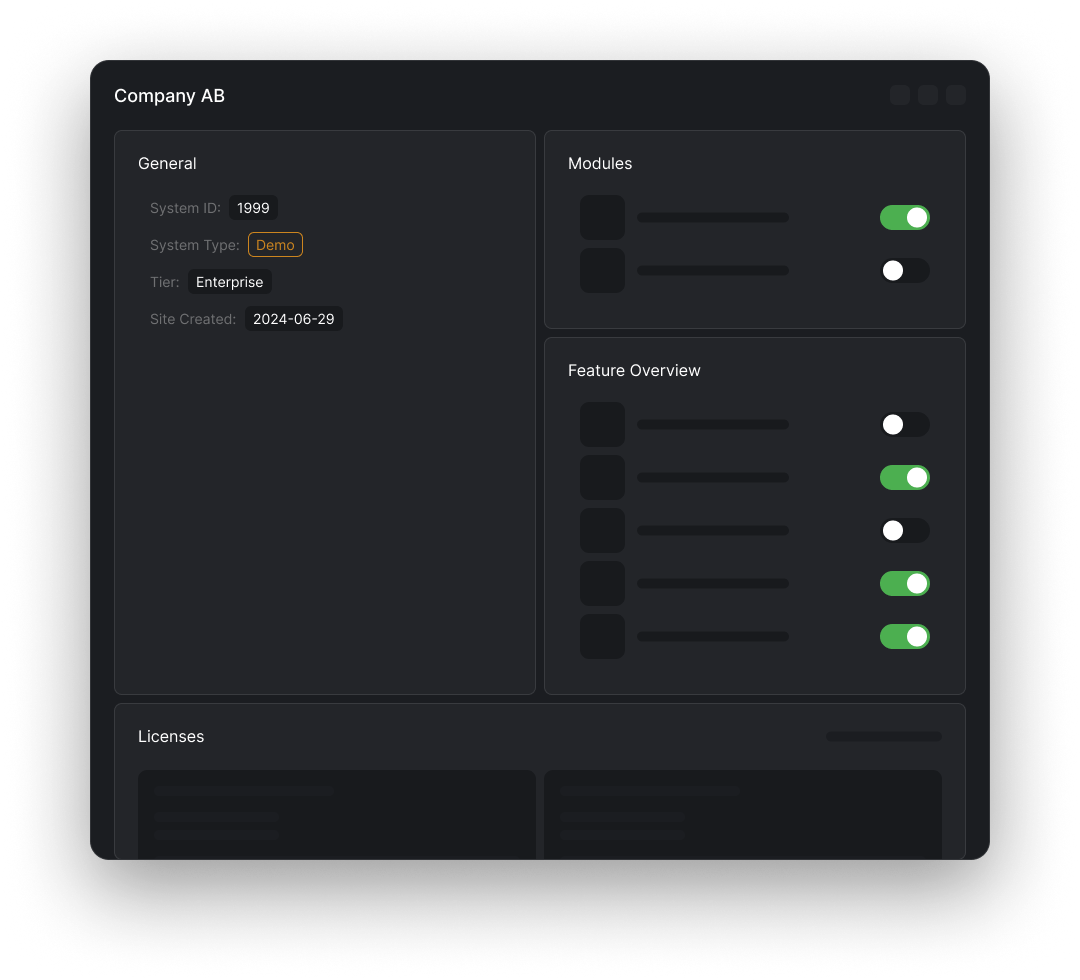 Company AB
General
System ID: 1999
System Type: Demo
Tier: Enterprise
Site Created: 2024-06-29
Modules
Feature Overview
Licenses